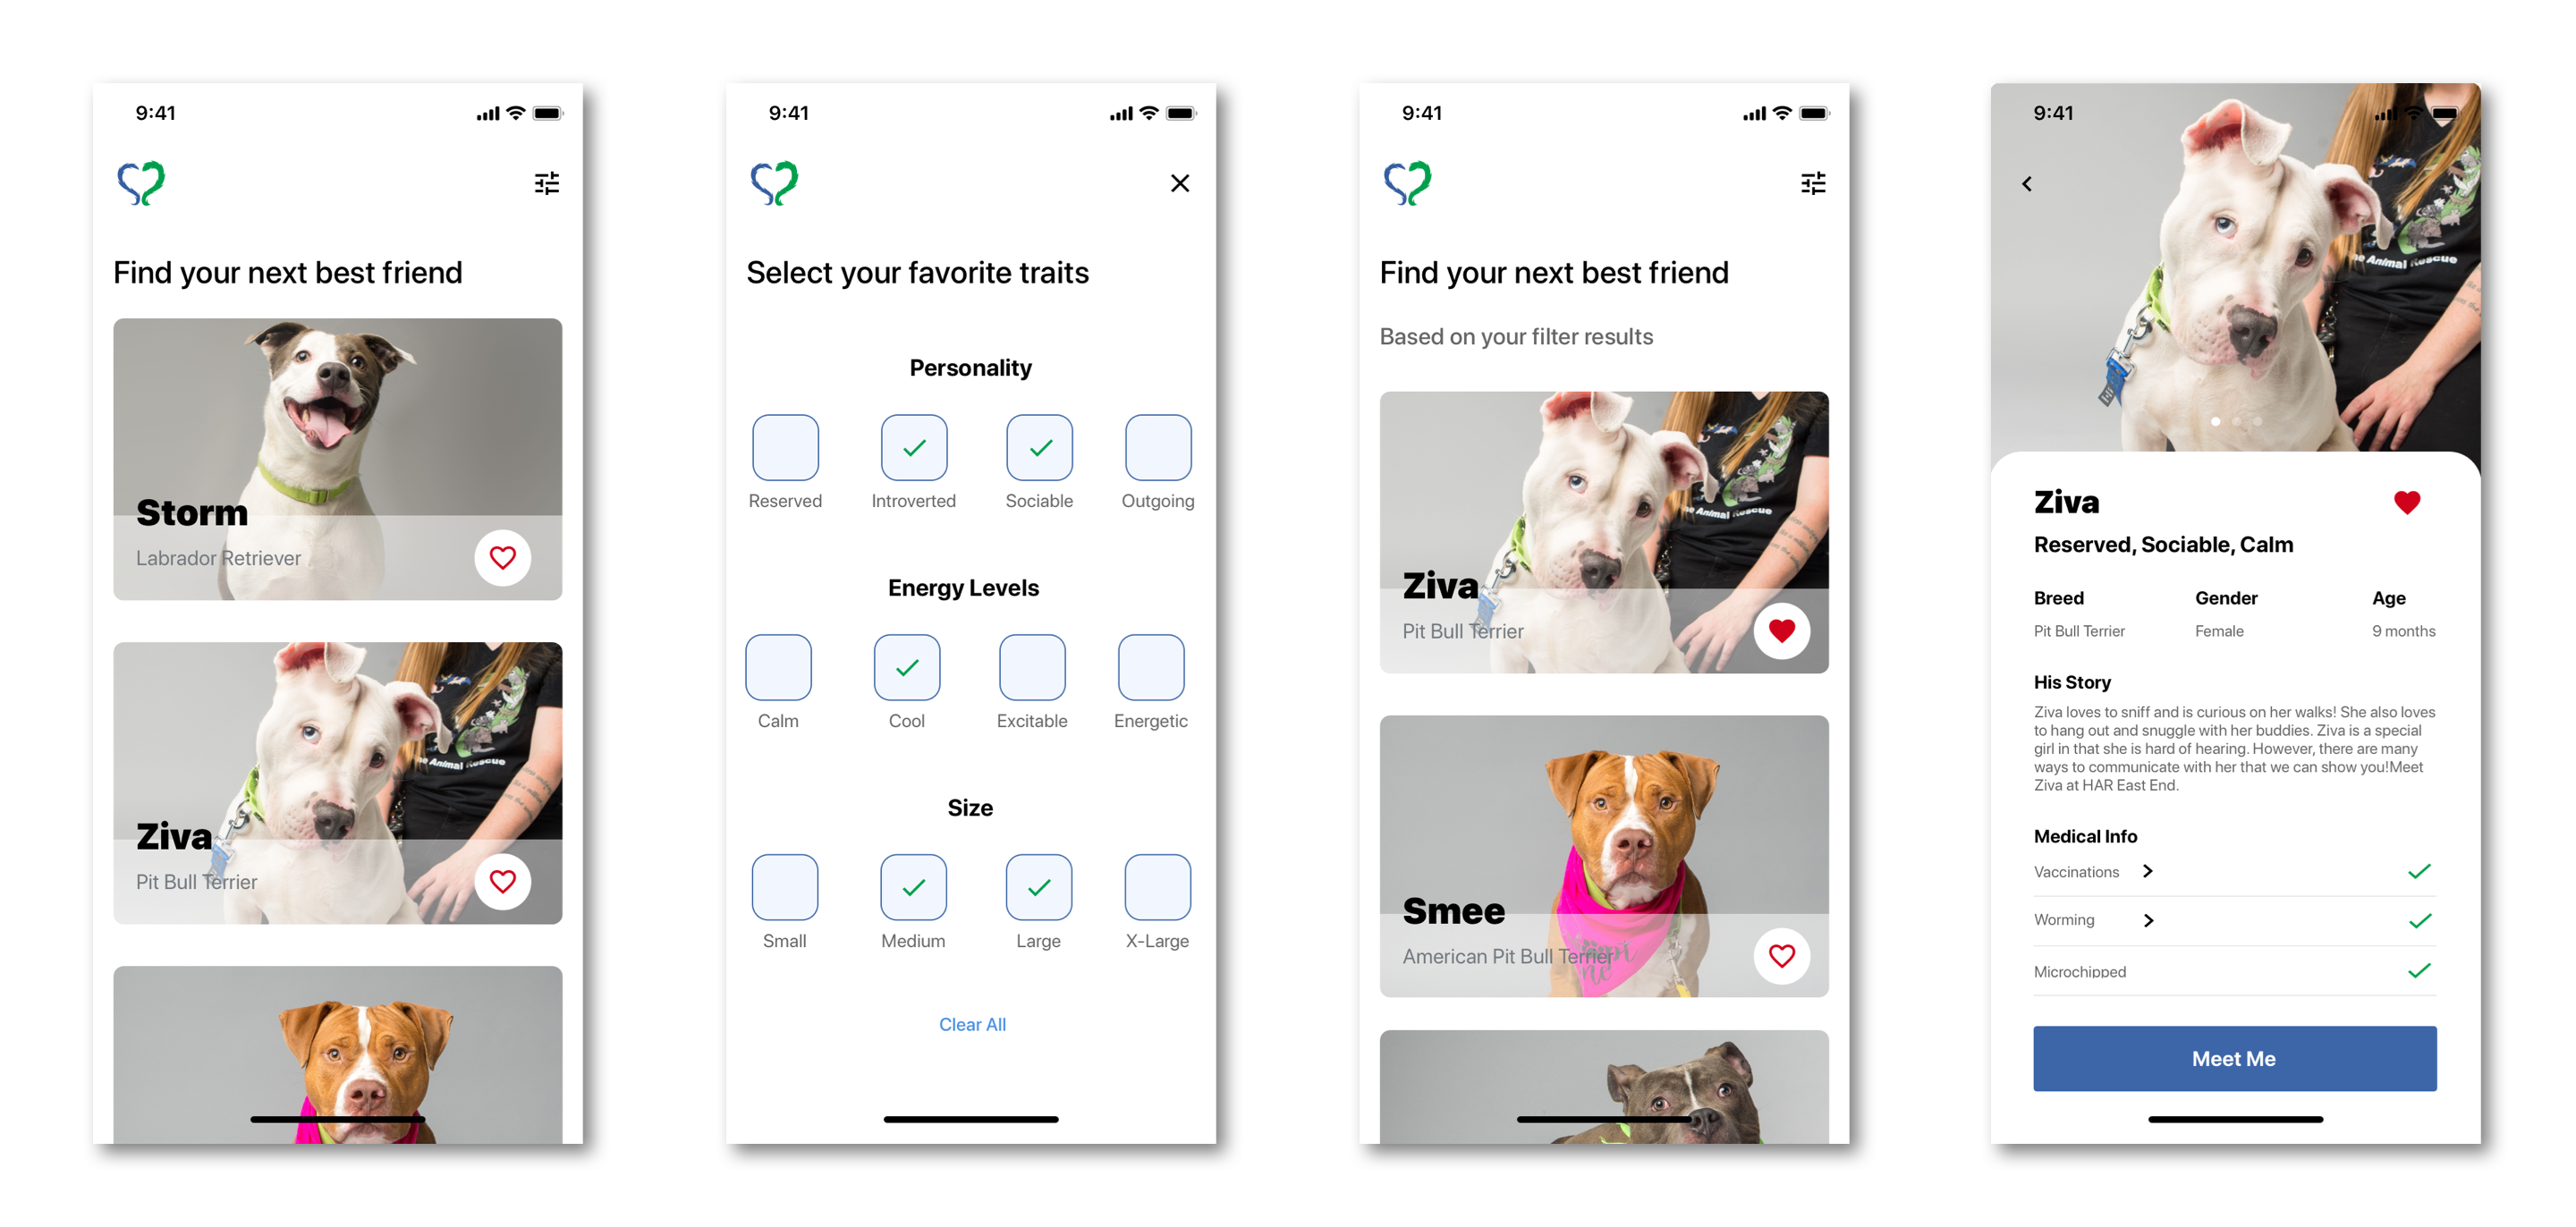 9:41
Find your next best friend
Storm
Labrador Retriever
Ziva
Pit Bull Terrier
9:41
Select your favorite traits
Personality
Reserved Introverted Sociable Outgoing
Energy Levels
Calm Cool Excitable Energetic
Size
Small Medium Large X-Large
Clear All
9:41
Find your next best friend
Based on your filter results
Ziva
Pit Bull Terrier
Smee
American Pit Bull Terrier
9:41
Animal Rescue
Ziva
Reserved, Sociable, Calm
Breed Gender Age
Pit Bull Terrier Female 9 months
His Story
Ziva loves to sniff and is curious on her walks! She also loves
to hang out and snuggle with her buddies. Ziva is a special
girl in that she is hard of hearing. However, there are many
ways to communicate with her that we can show you!Meet
Ziva at HAR East End.
Medical Info
Vaccinations
Worming
Microchipped
Meet Me